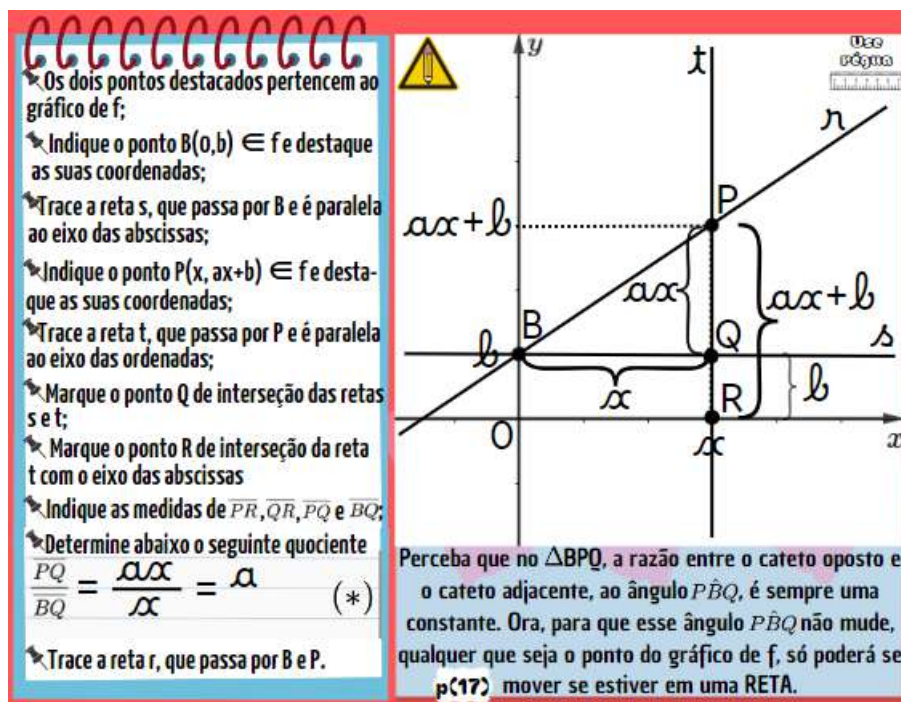 Os dois pontos destacados pertencem ao
gráfico de f;
Indique o ponto B(0,b) ∈ f e destaque
as suas coordenadas;
Trace a reta s, que passa por B e é paralela
ao eixo das abscissas;
Indique o ponto P(x, ax+b) ∈ f e desta-
que as suas coordenadas;
Trace a reta t, que passa por P e é paralela
ao eixo das ordenadas;
Marque o ponto Q de interseção das retas
s e t;
Marque o ponto R de interseção da reta
t com o eixo das abscissas
Indique as medidas de PR, QR, PQ e BQ;
Determine abaixo o seguinte quociente
PQ/BQ = ax/x = a (*)
Trace a reta r, que passa por B e P.
y
t
Use
régua
r
P
ax+b
ax
ax+b
B
Q
s
b
x
b
R
O
x
x
Perceba que no ΔBPQ, a razão entre o cateto oposto e
o cateto adjacente, ao ângulo PB̂Q, é sempre uma
constante. Ora, para que esse ângulo PB̂Q não mude,
qualquer que seja o ponto do gráfico de f, só poderá se
p(17) mover se estiver em uma RETA.